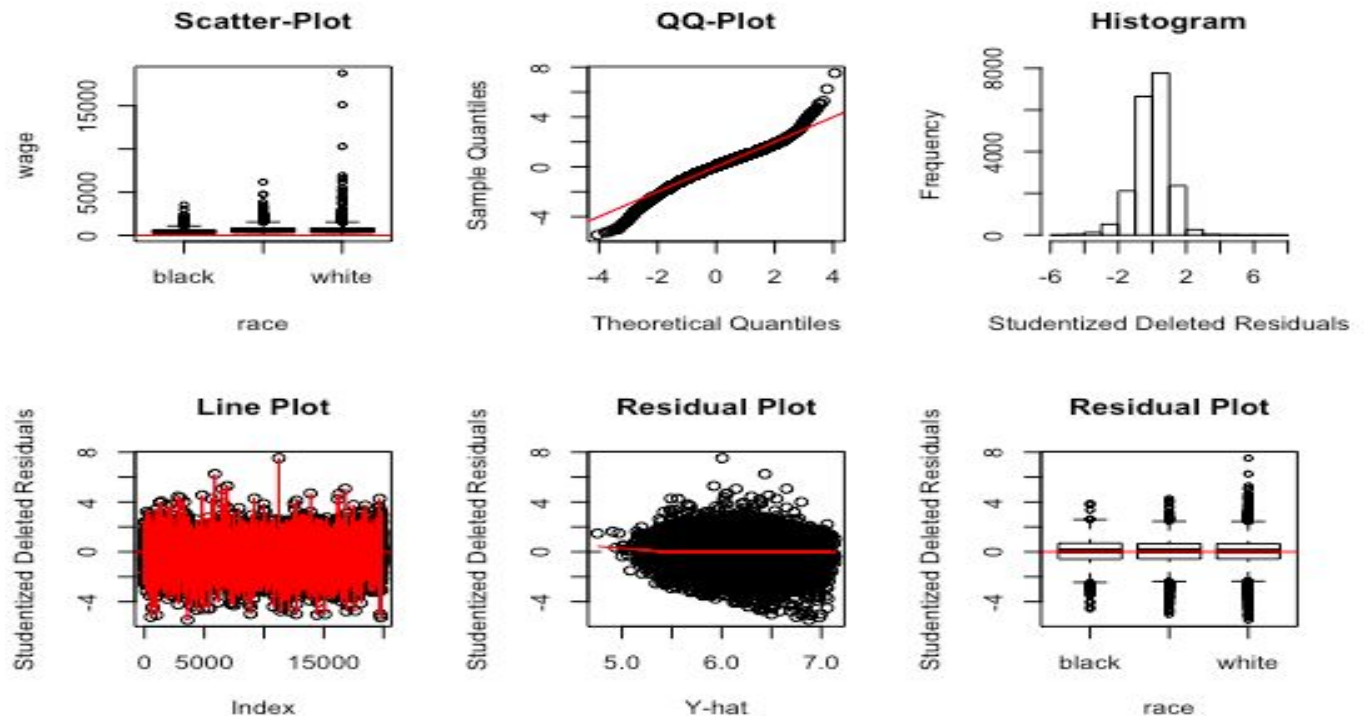 Scatter-Plot
wage
0 5000 15000
black white
race
QQ-Plot
Sample Quantiles
-4 0 4 8
-4 -2 0 2 4
Theoretical Quantiles
Histogram
Frequency
0 4000 8000
-6 -2 2 6
Studentized Deleted Residuals
Line Plot
Studentized Deleted Residuals
-4 0 4 8
0 5000 15000
Index
Residual Plot
Studentized Deleted Residuals
-4 0 4 8
5.0 6.0 7.0
Y-hat
Residual Plot
Studentized Deleted Residuals
-4 0 4 8
black white
race